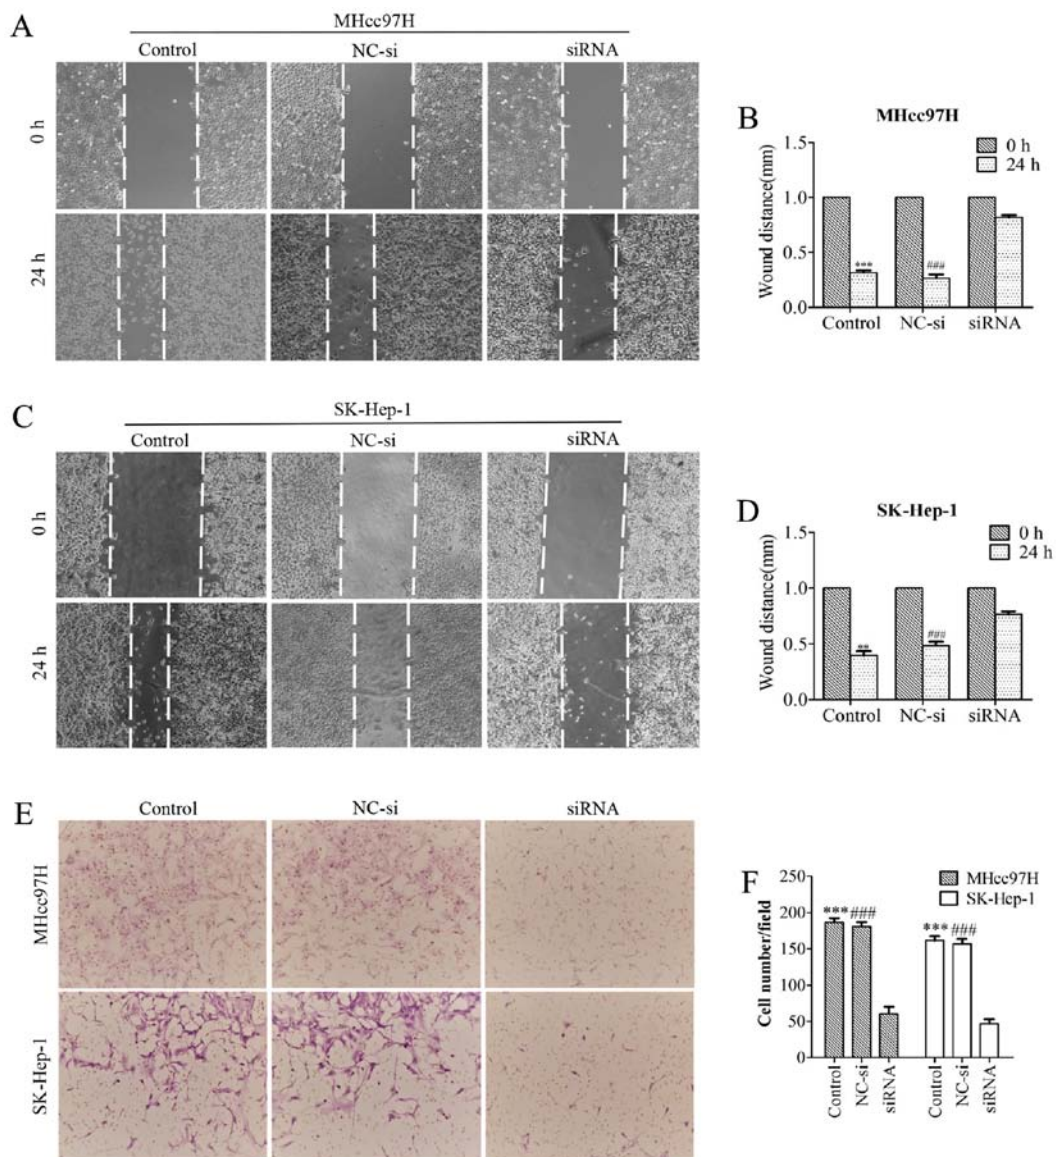 A
MHcc97H
Control NC-si siRNA
0 h
24 h
B
MHcc97H
Wound distance(mm)
1.5
1.0
0.5
0.0
0 h
24 h
***
###
Control NC-si siRNA
C
SK-Hep-1
Control NC-si siRNA
0 h
24 h
D
SK-Hep-1
Wound distance(mm)
1.5
1.0
0.5
0.0
0 h
24 h
**
###
Control NC-si siRNA
E
Control NC-si siRNA
MHcc97H
SK-Hep-1
F
Cell number/field
250
200
150
100
50
0
MHcc97H
SK-Hep-1
***### ***###
Control NC-si siRNA Control NC-si siRNA